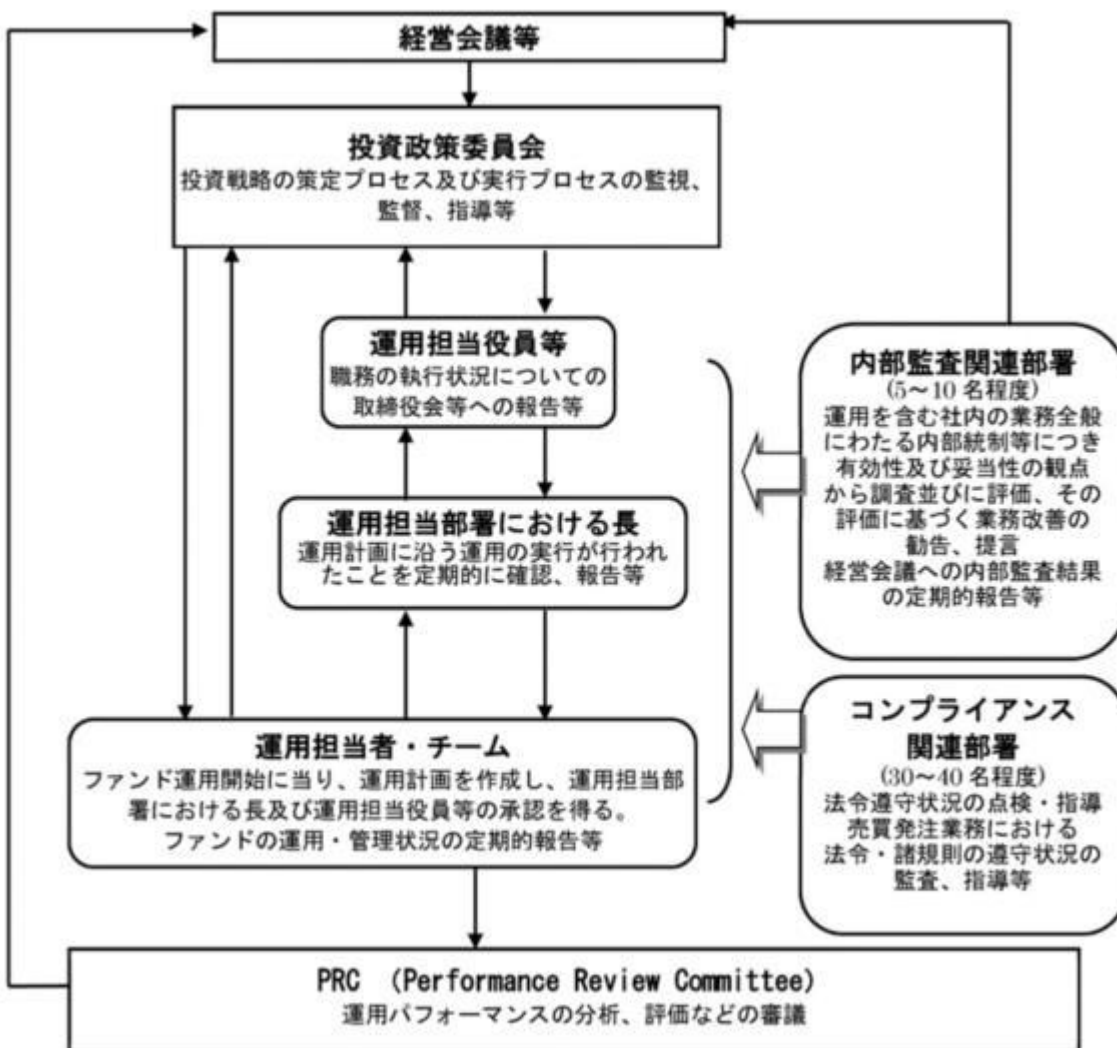 経営会議等
投資政策委員会
投資戦略の策定プロセス及び実行プロセスの監視、
監督、指導等
運用担当役員等
職務の執行状況についての
取締役会等への報告等
運用担当部署における長
運用計画に沿う運用の実行が行われ
たことを定期的に確認、報告等
運用担当者・チーム
ファンド運用開始に当り、運用計画を作成し、運用担当部
署における長及び運用担当役員等の承認を得る。
ファンドの運用・管理状況の定期的報告等
内部監査関連部署
(5～10 名程度)
運用を含む社内の業務全般
にわたる内部統制等につき
有効性及び妥当性の観点
から調査並びに評価、その
評価に基づく業務改善の
勧告、提言
経営会議への内部監査結果
の定期的報告等
コンプライアンス
関連部署
(30～40 名程度)
法令遵守状況の点検・指導
売買発注業務における
法令・諸規則の遵守状況の
監査、指導等
PRC （Performance Review Committee)
運用パフォーマンスの分析、評価などの審議